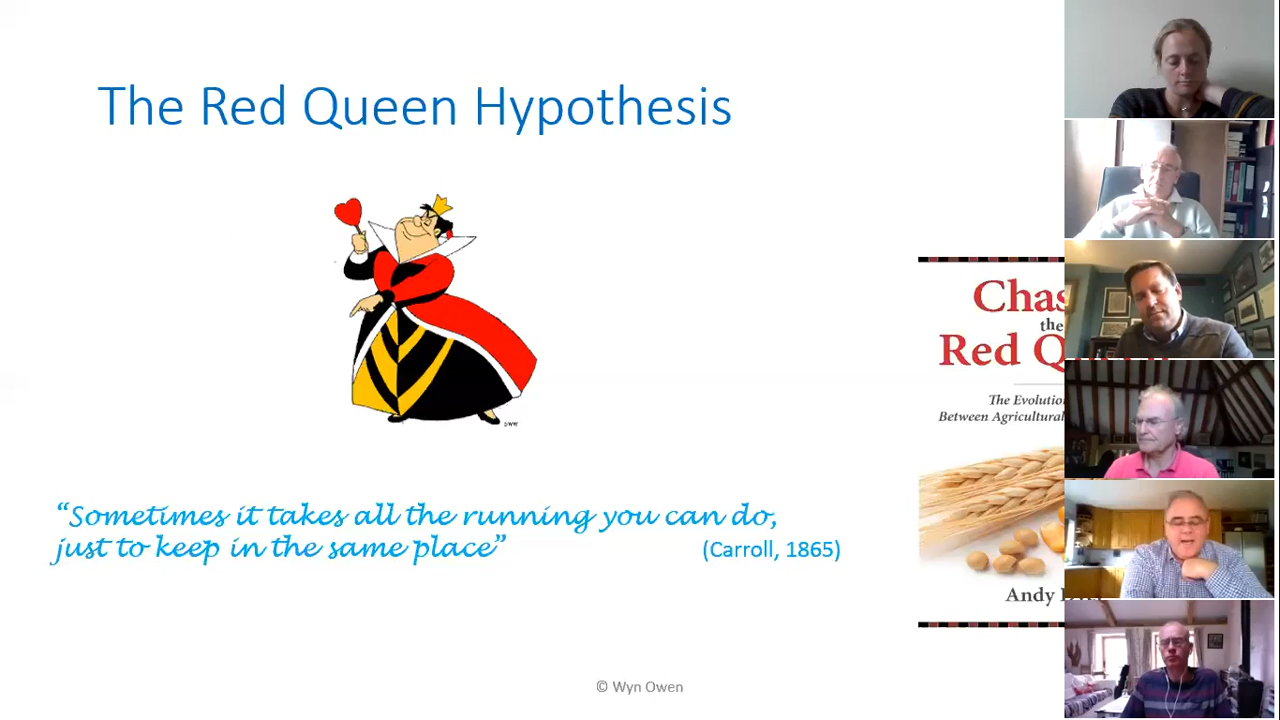 The Red Queen Hypothesis
“Sometimes it takes all the running you can do,
just to keep in the same place”
(Carroll, 1865)
Chas
the
Red Q
The Evolutio
Between Agricultural
Andy
© Wyn Owen